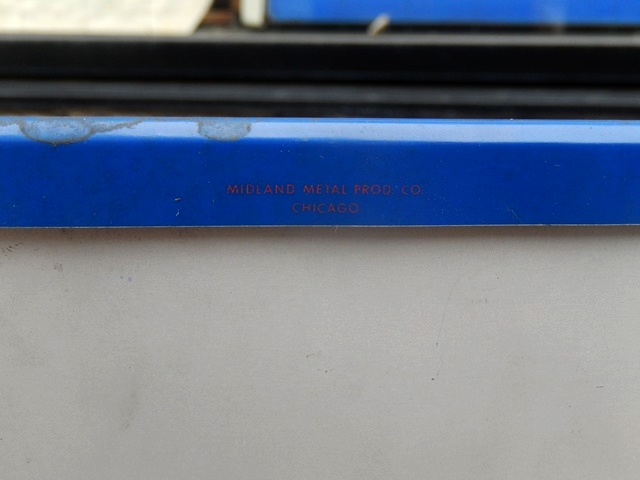 MIDLAND METAL PROD. CO.
CHICAGO